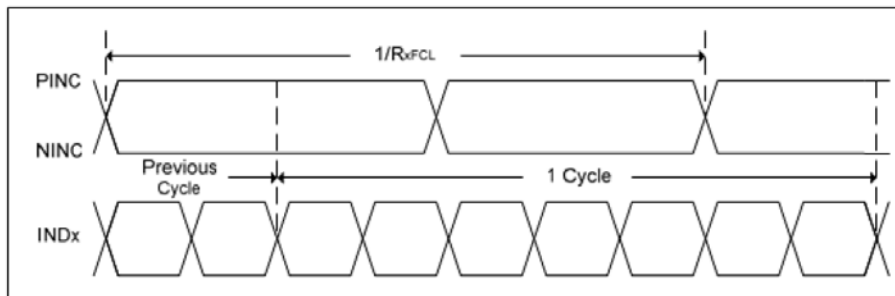 1/RxFCL
PINC
NINC
Previous
Cycle
1 Cycle
INDx